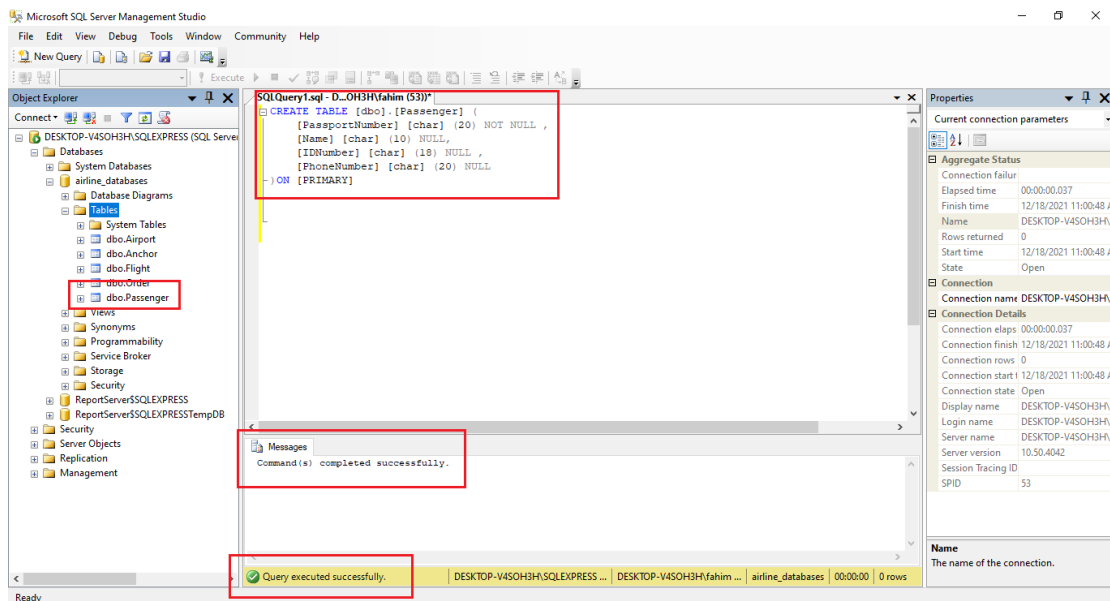 Microsoft SQL Server Management Studio
File Edit View Debug Tools Window Community Help
New Query
Execute
Object Explorer
Connect
DESKTOP-V4SOH3H\SQLEXPRESS (SQL Server
Databases
System Databases
airline_databases
Database Diagrams
Tables
System Tables
dbo.Airport
dbo.Anchor
dbo.Flight
dbo.Order
dbo.Passenger
Views
Synonyms
Programmability
Service Broker
Storage
Security
ReportServer$SQLEXPRESS
ReportServer$SQLEXPRESSTempDB
Security
Server Objects
Replication
Management
SQLQuery1.sql - D...OH3H\fahim (53))*
CREATE TABLE [dbo].[Passenger] (
[PassportNumber] [char] (20) NOT NULL ,
[Name] [char] (10) NULL,
[IDNumber] [char] (18) NULL ,
[PhoneNumber] [char] (20) NULL
)ON [PRIMARY]
Messages
Command(s) completed successfully.
Query executed successfully.
DESKTOP-V4SOH3H\SQLEXPRESS ... DESKTOP-V4SOH3H\fahim ... airline_databases 00:00:00 0 rows
Properties
Current connection parameters
Aggregate Status
Connection failur
Elapsed time 00:00:00.037
Finish time 12/18/2021 11:00:48 A
Name DESKTOP-V4SOH3H\
Rows returned 0
Start time 12/18/2021 11:00:48 A
State Open
Connection
Connection name DESKTOP-V4SOH3H\
Connection Details
Connection elaps 00:00:00.037
Connection finish 12/18/2021 11:00:48 A
Connection rows 0
Connection start t 12/18/2021 11:00:48 A
Connection state Open
Display name DESKTOP-V4SOH3H\
Login name DESKTOP-V4SOH3H\
Server name DESKTOP-V4SOH3H\
Server version 10.50.4042
Session Tracing ID
SPID 53
Name
The name of the connection.
Ready